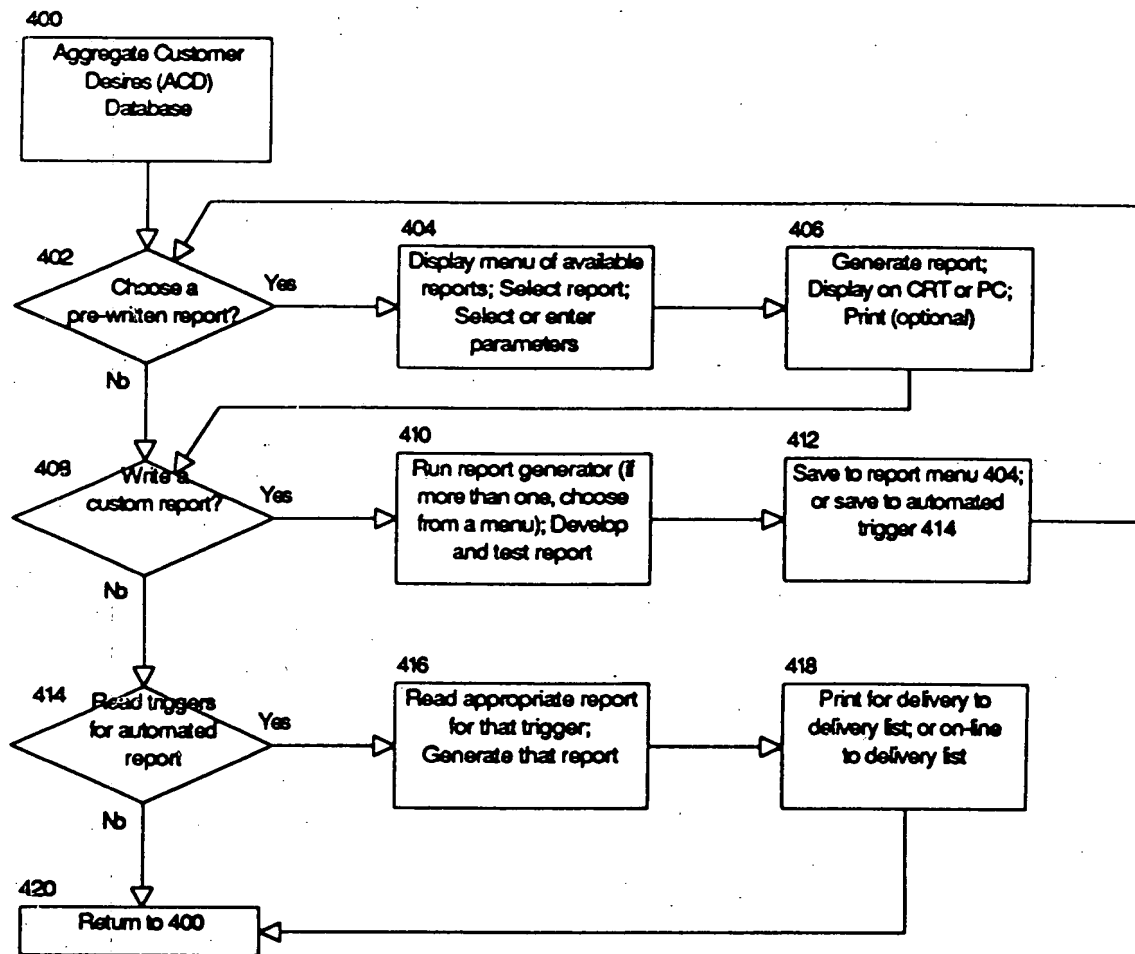 400
Aggregate Customer
Desires (ACD)
Database
402
Choose a
pre-written report?
Yes
No
404
Display menu of available
reports; Select report;
Select or enter
parameters
406
Generate report;
Display on CRT or PC;
Print (optional)
408
Write a
custom report?
Yes
No
410
Run report generator (if
more than one, choose
from a menu); Develop
and test report
412
Save to report menu 404;
or save to automated
trigger 414
414
Read triggers
for automated
report
Yes
No
416
Read appropriate report
for that trigger;
Generate that report
418
Print for delivery to
delivery list; or on-line
to delivery list
420
Return to 400